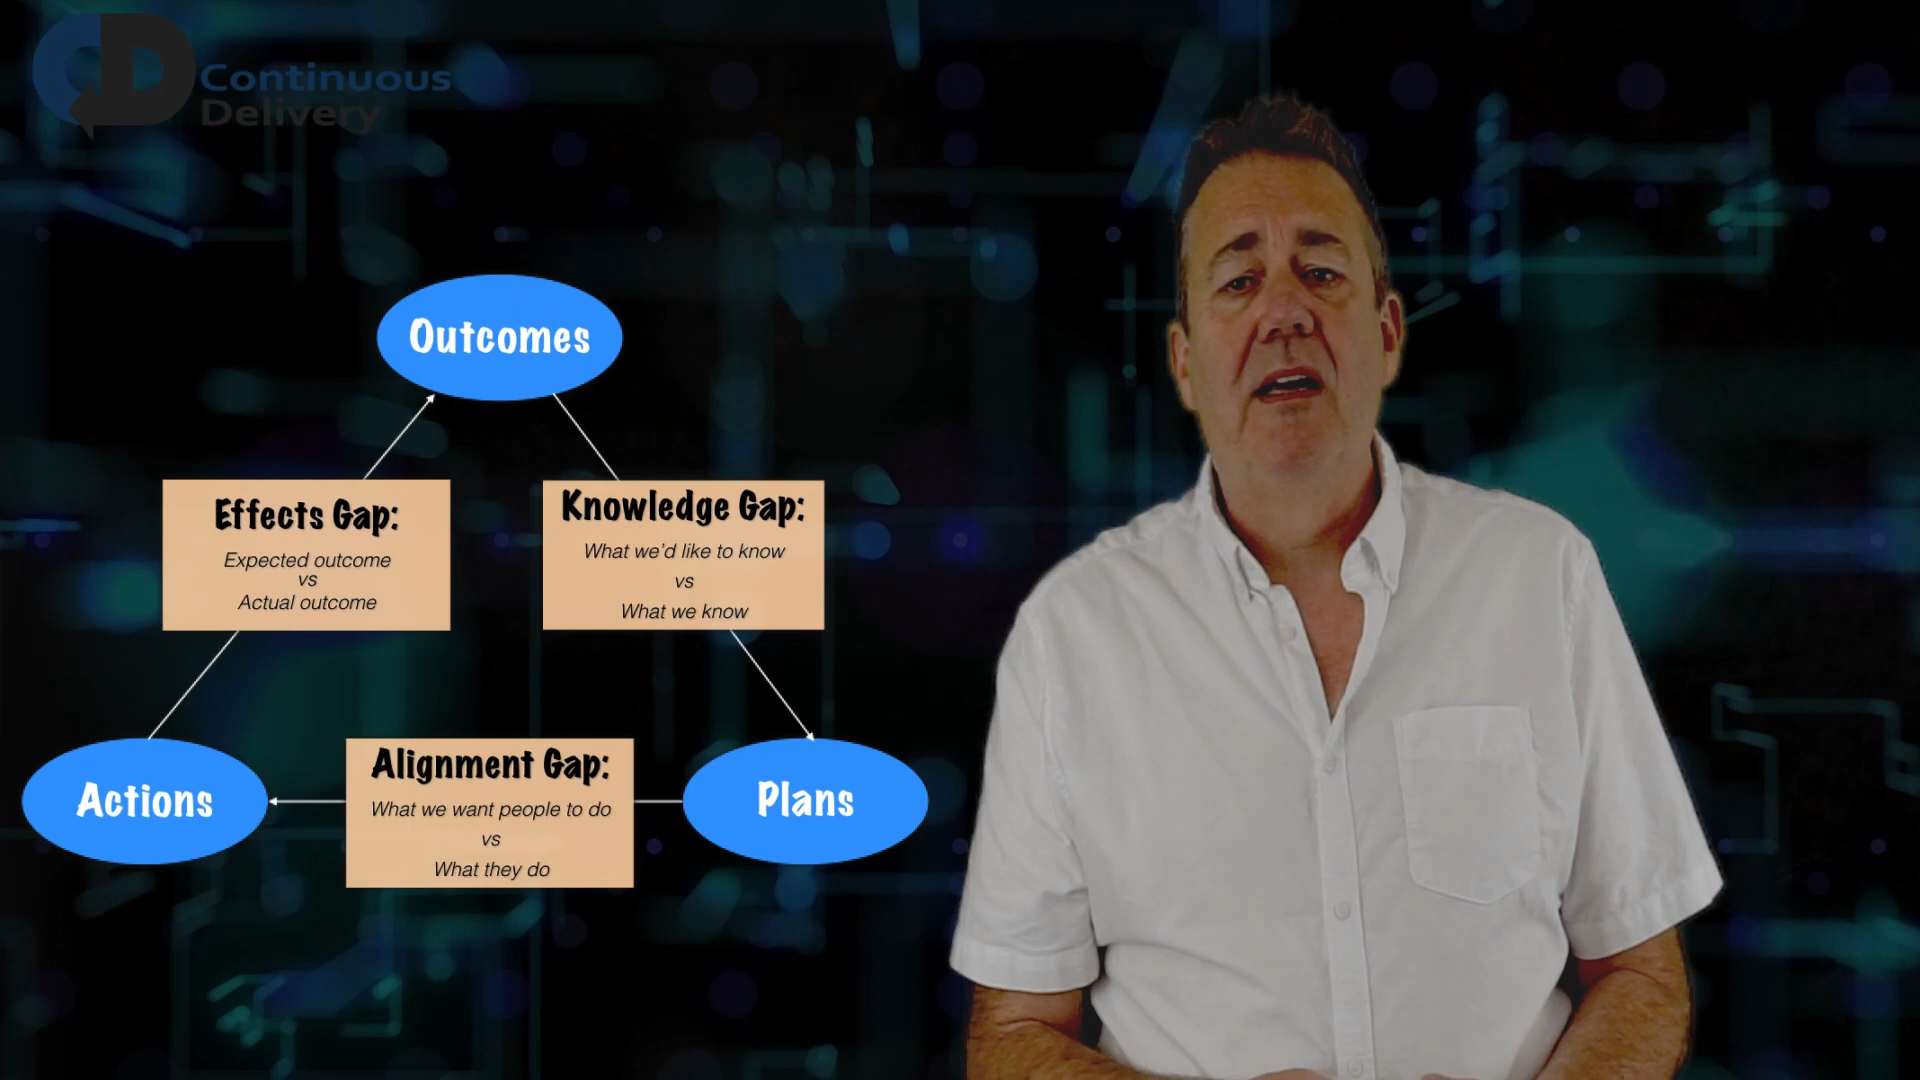 Continuous
Delivery
Outcomes
Effects Gap:
Expected outcome
vs
Actual outcome
Knowledge Gap:
What we'd like to know
vs
What we know
Actions
Alignment Gap:
What we want people to do
vs
What they do
Plans